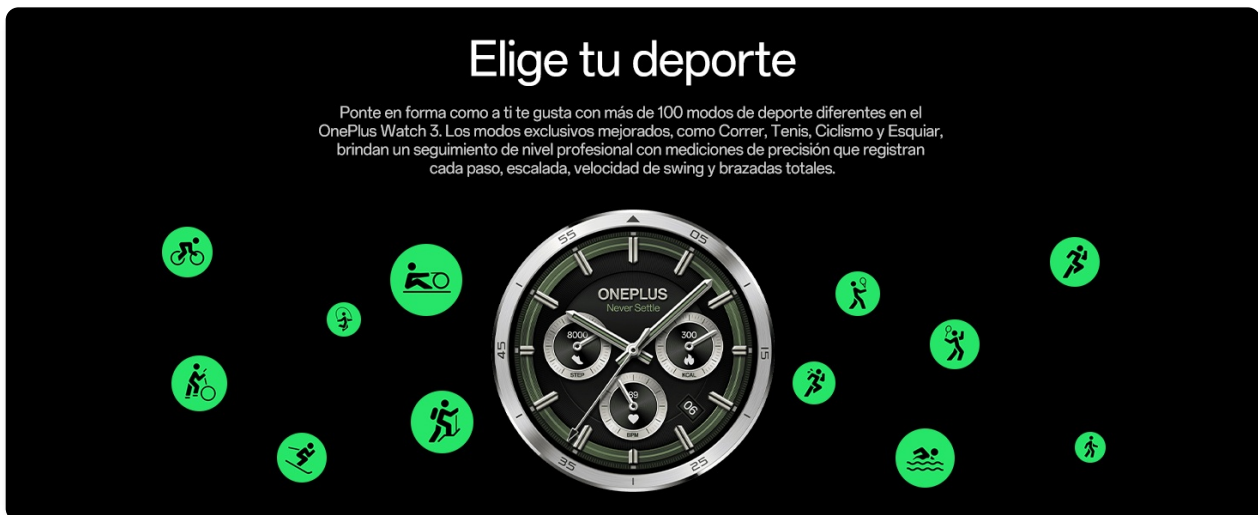 Elige tu deporte
Ponte en forma como a ti te gusta con más de 100 modos de deporte diferentes en el
OnePlus Watch 3. Los modos exclusivos mejorados, como Correr, Tenis, Ciclismo y Esquiar,
brindan un seguimiento de nivel profesional con mediciones de precisión que registran
cada paso, escalada, velocidad de swing y brazadas totales.
55
05
ONEPLUS
Never Settle
8000
STEP
300
KCAL
45
15
89
BPM
06
35
25